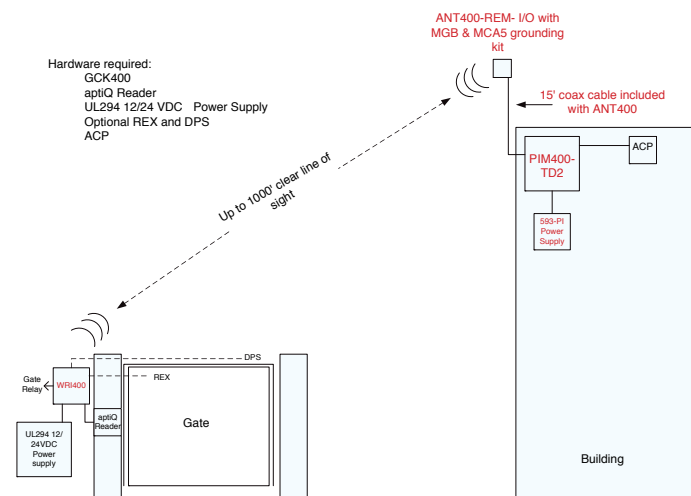 ANT400-REM- I/O with
MGB & MCA5 grounding
kit
Hardware required:
GCK400
aptiQ Reader
UL294 12/24 VDC Power Supply
Optional REX and DPS
ACP
15' coax cable included
with ANT400
PIM400-
TD2
ACP
593-PI
Power
Supply
Up to 1000' clear line of
sight
DPS
REX
Gate
Relay
WRI400
aptiQ
Reader
UL294 12/
24VDC
Power
supply
Gate
Building